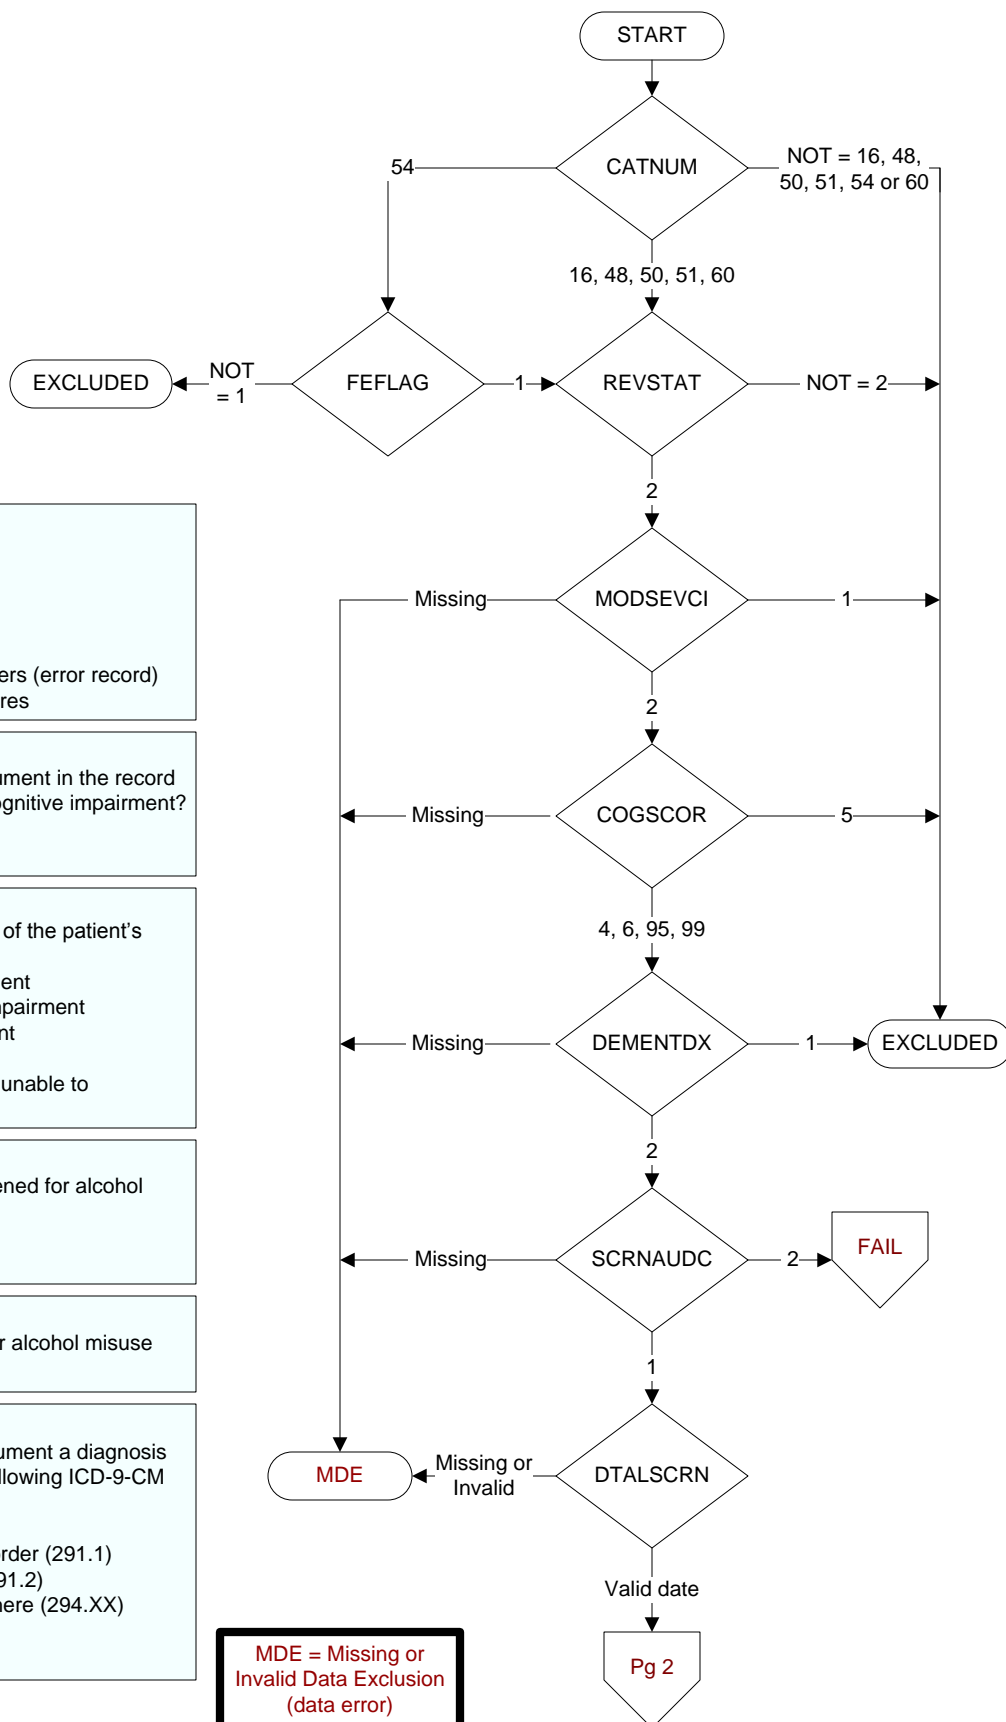 START
CATNUM
54
NOT = 16, 48,
50, 51, 54 or 60
16, 48, 50, 51, 60
EXCLUDED
NOT
= 1
FEFLAG
1
REVSTAT
NOT = 2
2
ers (error record)
res
Missing
MODSEVCI
1
2
ument in the record
ognitive impairment?
Missing
COGSCOR
5
4, 6, 95, 99
of the patient's
ent
mpairment
nt
unable to
Missing
DEMENTDX
1
EXCLUDED
2
ened for alcohol
Missing
SCRNAUDC
2
FAIL
1
r alcohol misuse
ument a diagnosis
llowing ICD-9-CM
order (291.1)
91.2)
here (294.XX)
MDE
Missing or
Invalid
DTALSCRN
Valid date
Pg 2
MDE = Missing or
Invalid Data Exclusion
(data error)